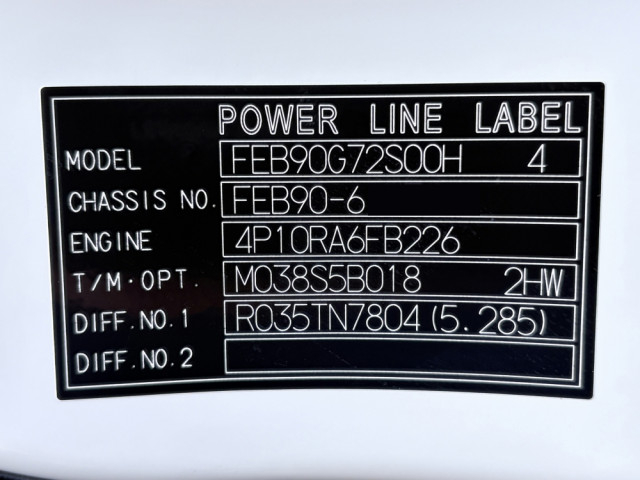 POWER LINE LABEL
MODEL FEB90G72S00H 4
CHASSIS NO. FEB90-6
ENGINE 4P10RA6FB226
T/M·OPT. M038S5B018 2HW
DIFF.NO.1 R035TN7804(5.285)
DIFF.NO.2